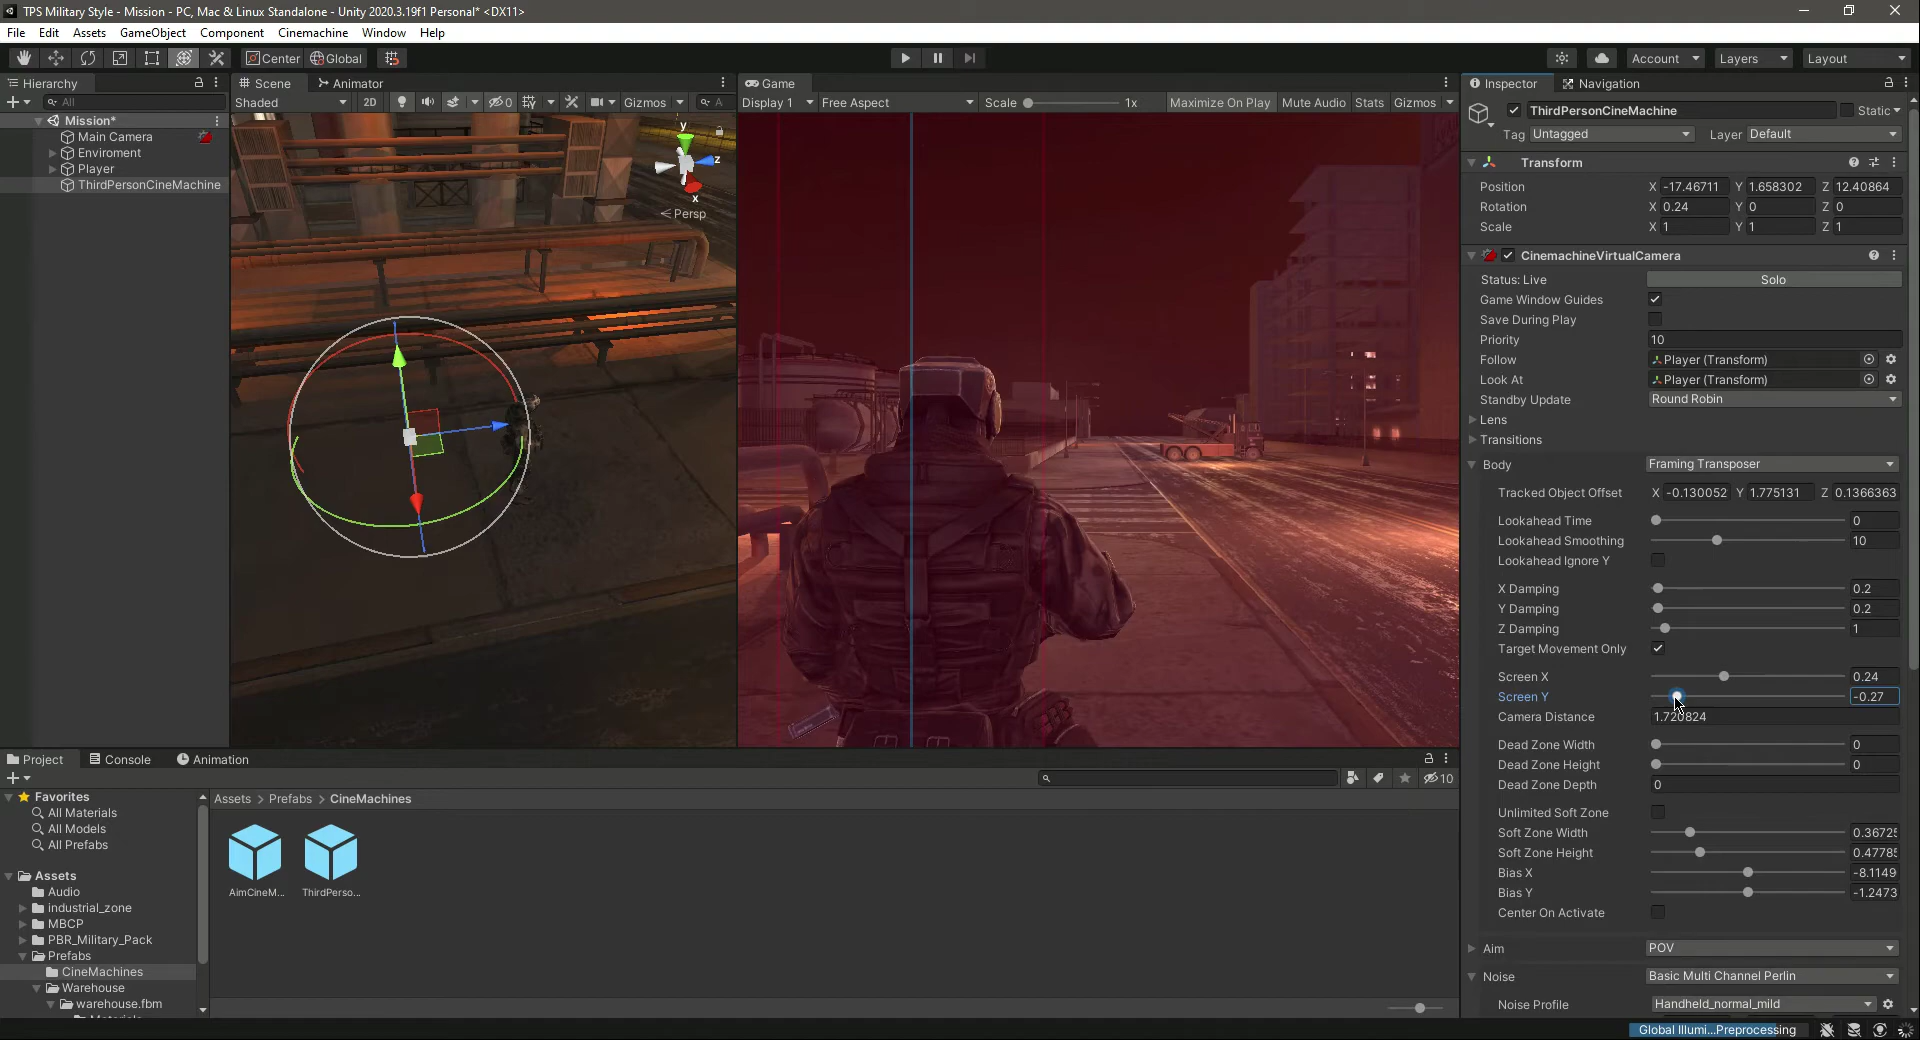 TPS Military Style - Mission - PC, Mac & Linux Standalone - Unity 2020.3.19f1 Personal* <DX11>
File Edit Assets GameObject Component Cinemachine Window Help
Center Global Account Layers Layout
Hierarchy Scene Animator Game Inspector Navigation
All Shaded 2D 0 Gizmos A Display 1 Free Aspect Scale 1x Maximize On Play Mute Audio Stats Gizmos
Mission*
Main Camera
Enviroment
Player
ThirdPersonCineMachine
y
z
x
< Persp
ThirdPersonCineMachine Static
Tag Untagged Layer Default
Transform
Position X -17.46711 Y 1.658302 Z 12.40864
Rotation X 0.24 Y 0 Z 0
Scale X 1 Y 1 Z 1
CinemachineVirtualCamera
Status: Live Solo
Game Window Guides
Save During Play
Priority 10
Follow Player (Transform)
Look At Player (Transform)
Standby Update Round Robin
Lens
Transitions
Body Framing Transposer
Tracked Object Offset X -0.130052 Y 1.775131 Z 0.1366363
Lookahead Time 0
Lookahead Smoothing 10
Lookahead Ignore Y
X Damping 0.2
Y Damping 0.2
Z Damping 1
Target Movement Only
Screen X 0.24
Screen Y -0.27
Camera Distance 1.720824
Dead Zone Width 0
Dead Zone Height 0
Dead Zone Depth 0
Unlimited Soft Zone
Soft Zone Width 0.36725
Soft Zone Height 0.47785
Bias X -8.1149
Bias Y -1.2473
Center On Activate
Aim POV
Noise Basic Multi Channel Perlin
Noise Profile Handheld_normal_mild
Project Console Animation
10
Favorites
All Materials
All Models
All Prefabs
Assets
Audio
industrial_zone
MBCP
PBR_Military_Pack
Prefabs
CineMachines
Warehouse
warehouse.fbm
Assets > Prefabs > CineMachines
AimCineM... ThirdPerso...
Global Illumi...Preprocessing